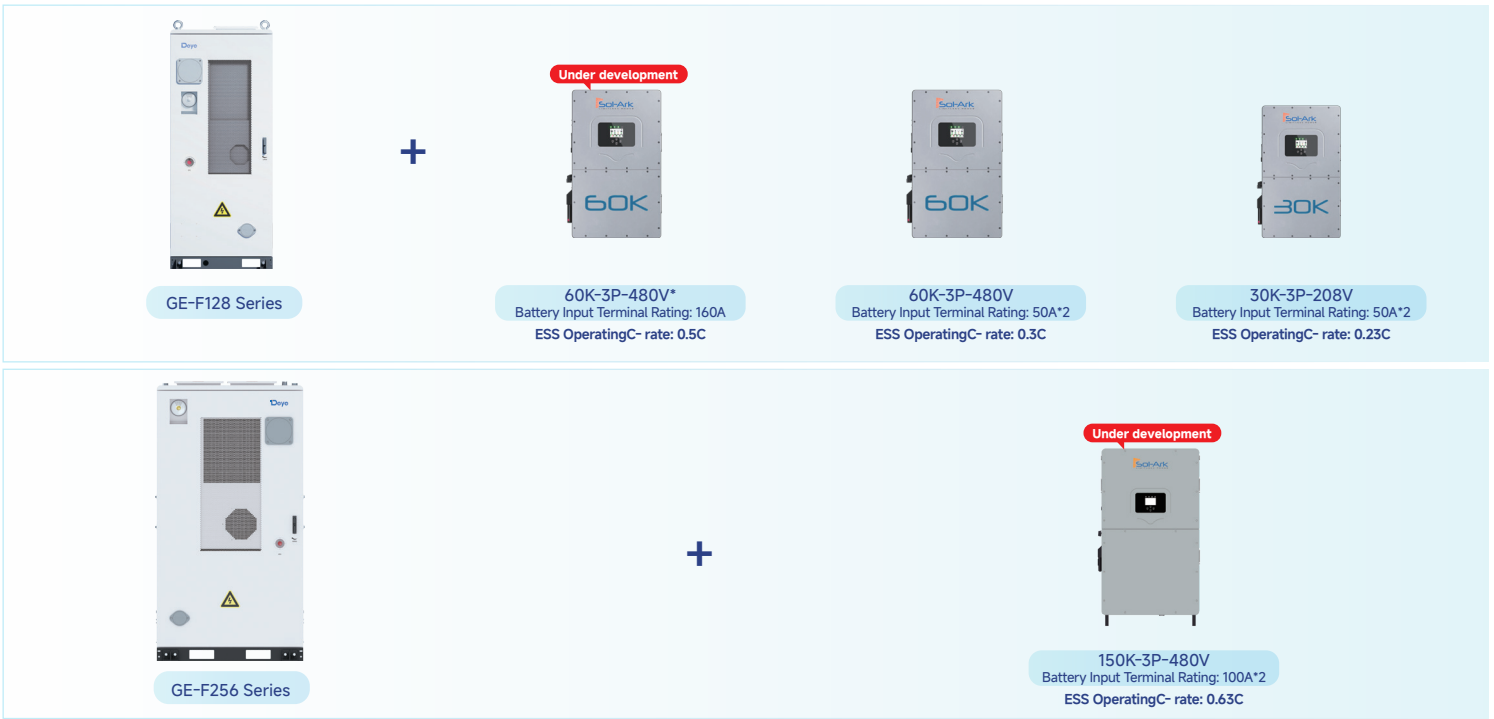 Deye
+
Under development
Sol-Ark
60K
60K-3P-480V*
Battery Input Terminal Rating: 160A
ESS OperatingC- rate: 0.5C
Sol-Ark
60K
60K-3P-480V
Battery Input Terminal Rating: 50A*2
ESS OperatingC- rate: 0.3C
Sol-Ark
30K
30K-3P-208V
Battery Input Terminal Rating: 50A*2
ESS OperatingC- rate: 0.23C
GE-F128 Series
Deye
+
Under development
Sol-Ark
150K-3P-480V
Battery Input Terminal Rating: 100A*2
ESS OperatingC- rate: 0.63C
GE-F256 Series